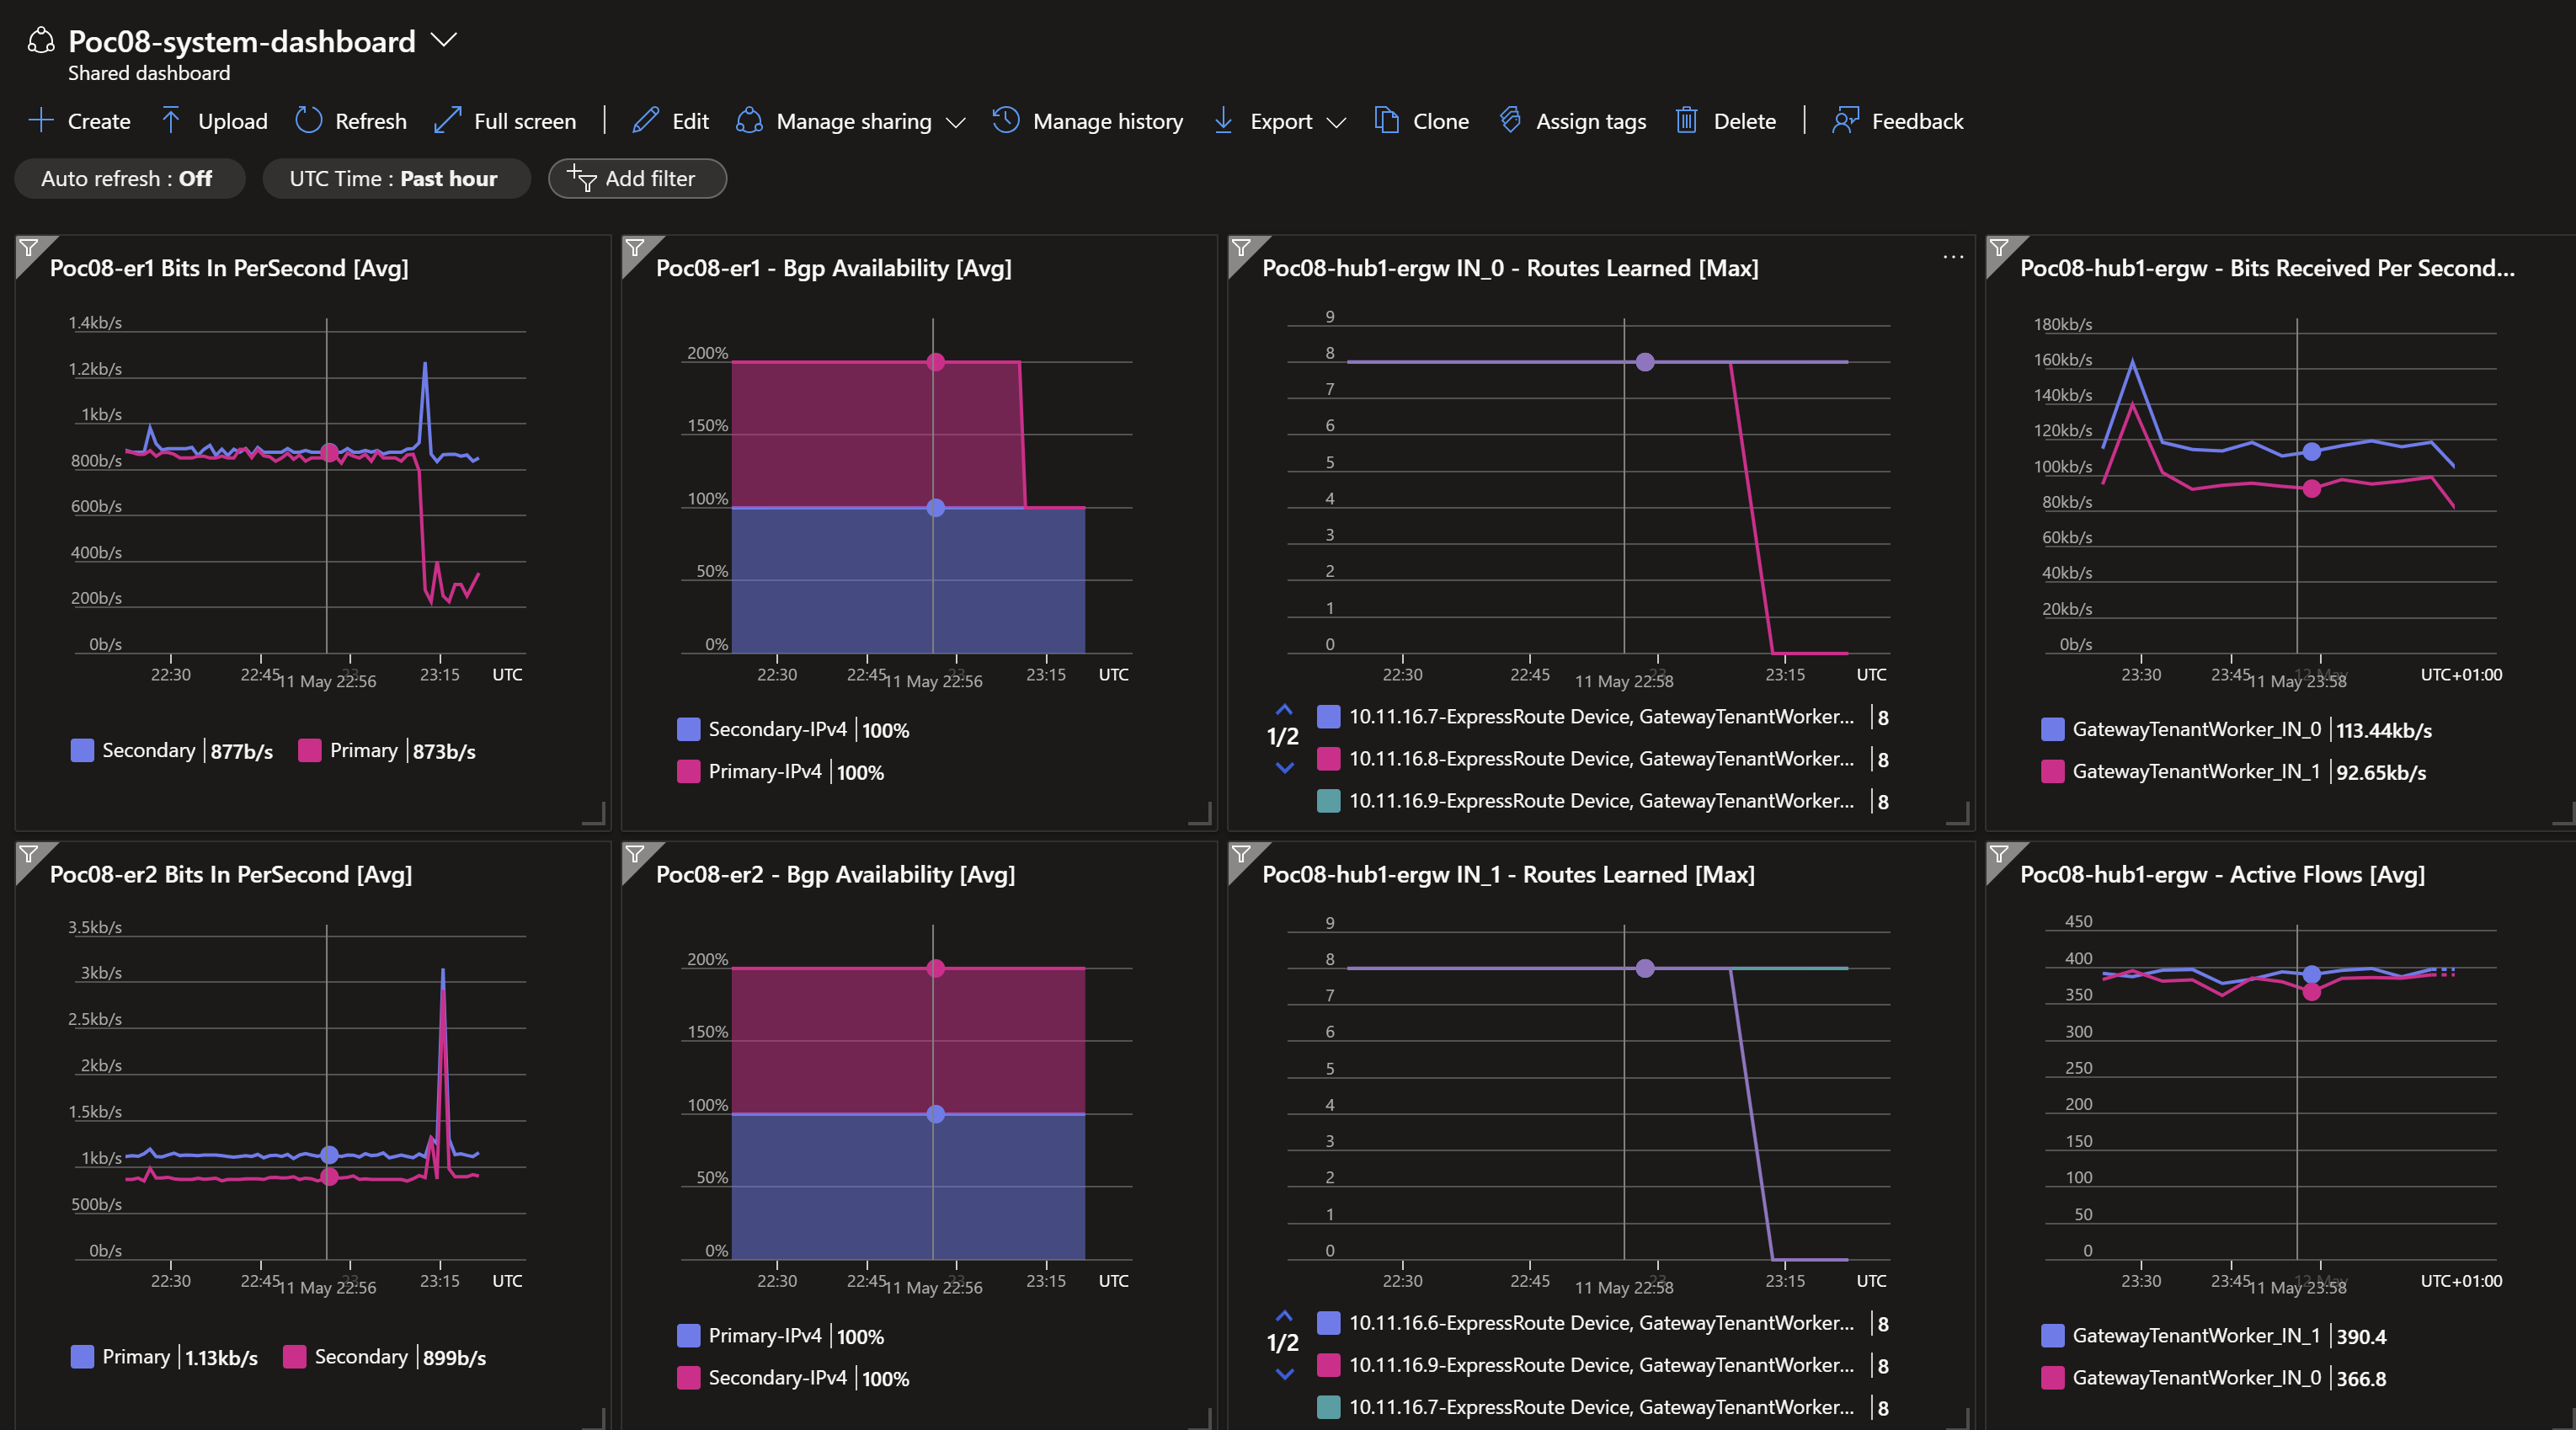 Poc08-system-dashboard
Shared dashboard
Create Upload Refresh Full screen Edit Manage sharing Manage history Export Clone Assign tags Delete Feedback
Auto refresh : Off UTC Time : Past hour Add filter
Poc08-er1 Bits In PerSecond [Avg]
1.4kb/s
1.2kb/s
1kb/s
800b/s
600b/s
400b/s
200b/s
0b/s
22:30 22:45 23:15 UTC
11 May 22:56
Secondary 877b/s Primary 873b/s
Poc08-er1 - Bgp Availability [Avg]
200%
150%
100%
50%
0%
22:30 22:45 23 23:15 UTC
11 May 22:56
Secondary-IPv4 100%
Primary-IPv4 100%
Poc08-hub1-ergw IN_0 - Routes Learned [Max]
...
9
8
7
6
5
4
3
2
1
0
22:30 22:45 23 23:15 UTC
11 May 22:58
1/2
10.11.16.7-ExpressRoute Device, GatewayTenantWorker... 8
10.11.16.8-ExpressRoute Device, GatewayTenantWorker... 8
10.11.16.9-ExpressRoute Device, GatewayTenantWorker... 8
Poc08-hub1-ergw - Bits Received Per Second...
180kb/s
160kb/s
140kb/s
120kb/s
100kb/s
80kb/s
60kb/s
40kb/s
20kb/s
0b/s
23:30 23:45 12 May UTC+01:00
11 May 23:58
GatewayTenantWorker_IN_0 113.44kb/s
GatewayTenantWorker_IN_1 92.65kb/s
Poc08-er2 Bits In PerSecond [Avg]
3.5kb/s
3kb/s
2.5kb/s
2kb/s
1.5kb/s
1kb/s
500b/s
0b/s
22:30 22:45 23 23:15 UTC
11 May 22:56
Primary 1.13kb/s Secondary 899b/s
Poc08-er2 - Bgp Availability [Avg]
200%
150%
100%
50%
0%
22:30 22:45 23 23:15 UTC
11 May 22:56
Primary-IPv4 100%
Secondary-IPv4 100%
Poc08-hub1-ergw IN_1 - Routes Learned [Max]
9
8
7
6
5
4
3
2
1
0
22:30 22:45 23 23:15 UTC
11 May 22:58
1/2
10.11.16.6-ExpressRoute Device, GatewayTenantWorker... 8
10.11.16.9-ExpressRoute Device, GatewayTenantWorker... 8
10.11.16.7-ExpressRoute Device, GatewayTenantWorker... 8
Poc08-hub1-ergw - Active Flows [Avg]
450
400
350
300
250
200
150
100
50
0
23:30 23:45 12 May UTC+01:00
11 May 23:58
GatewayTenantWorker_IN_1 390.4
GatewayTenantWorker_IN_0 366.8